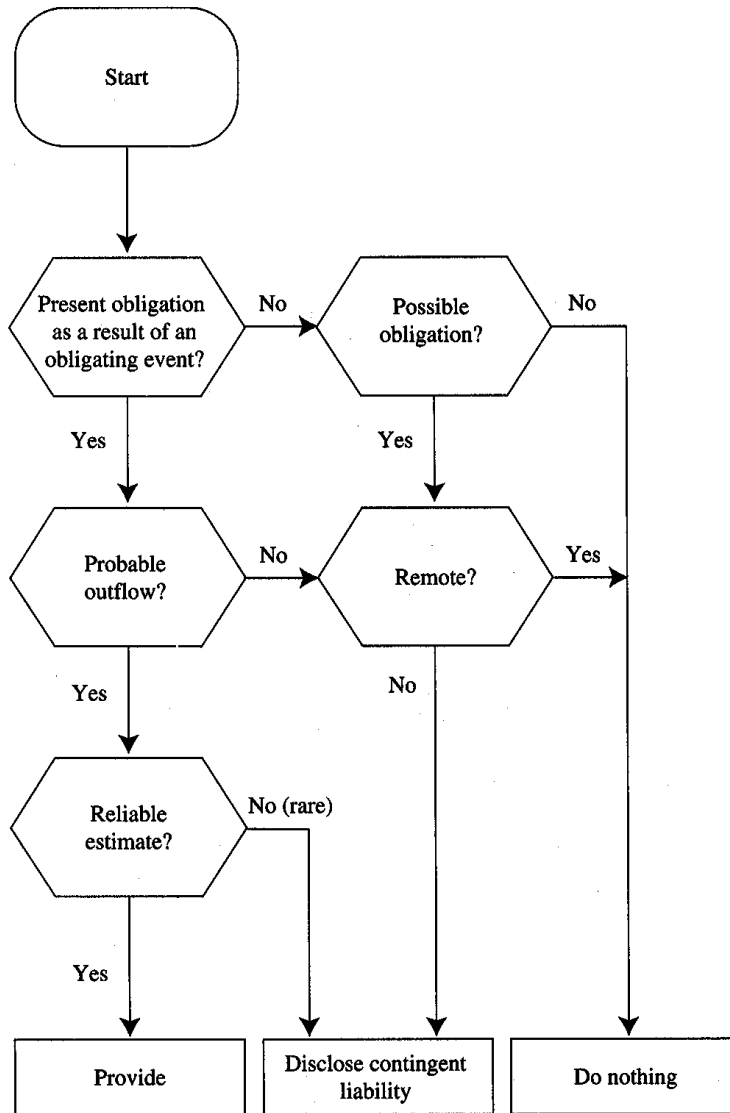 Start
Present obligation
as a result of an
obligating event?
No
Possible
obligation?
No
Yes
Yes
Probable
outflow?
No
Remote?
Yes
Yes
No
Reliable
estimate?
No (rare)
Yes
Provide
Disclose contingent
liability
Do nothing